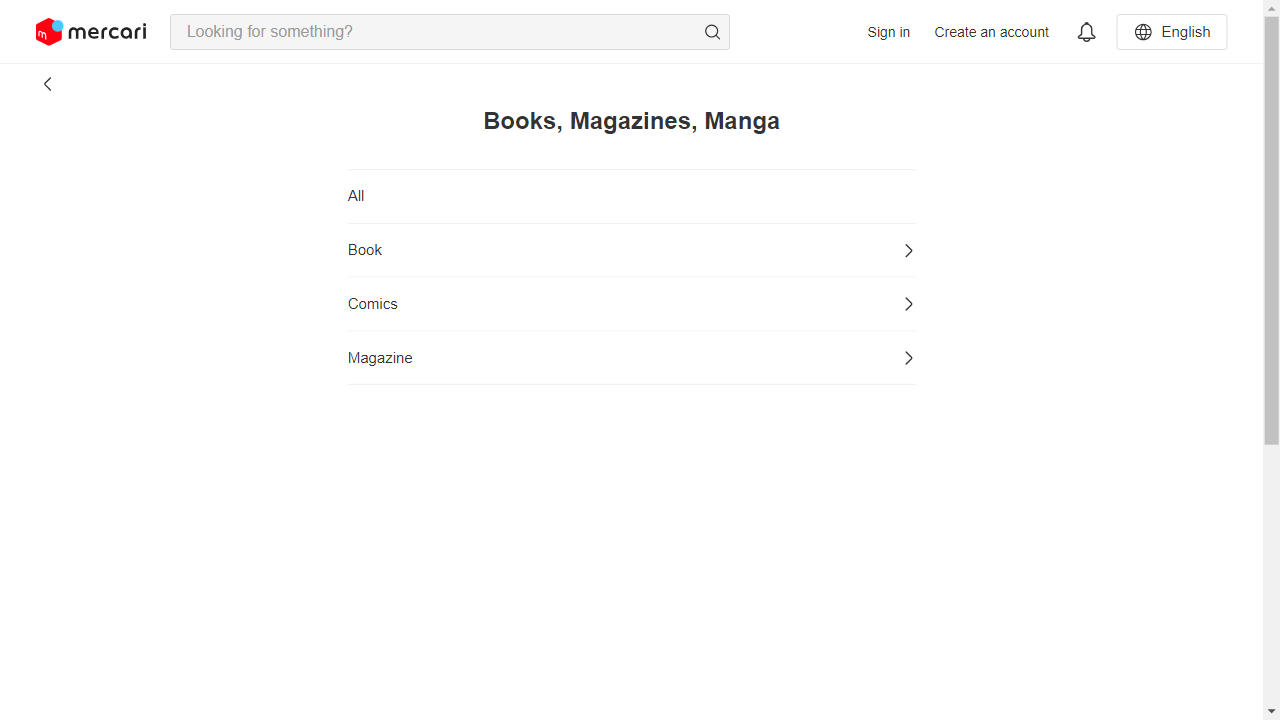 mercari
Looking for something?
Sign in
Create an account
English
Books, Magazines, Manga
All
Book
Comics
Magazine